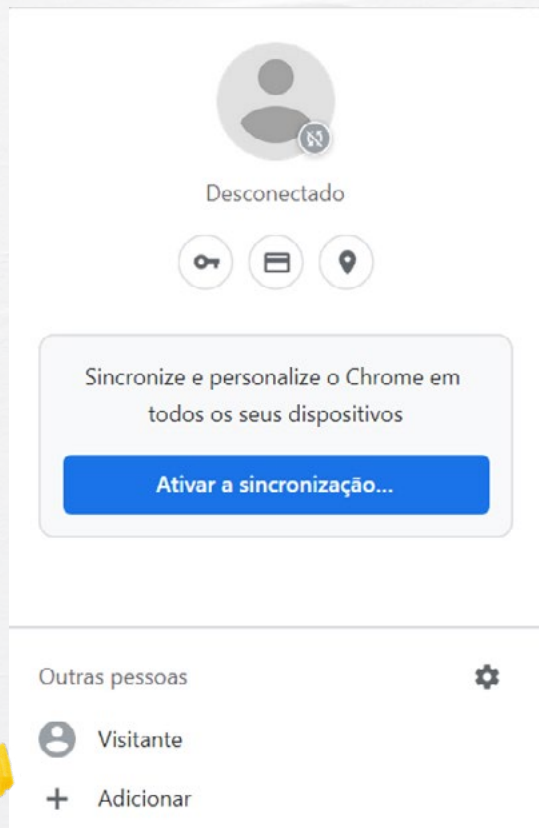 Desconectado
Sincronize e personalize o Chrome em
todos os seus dispositivos
Ativar a sincronização...
Outras pessoas
Visitante
Adicionar